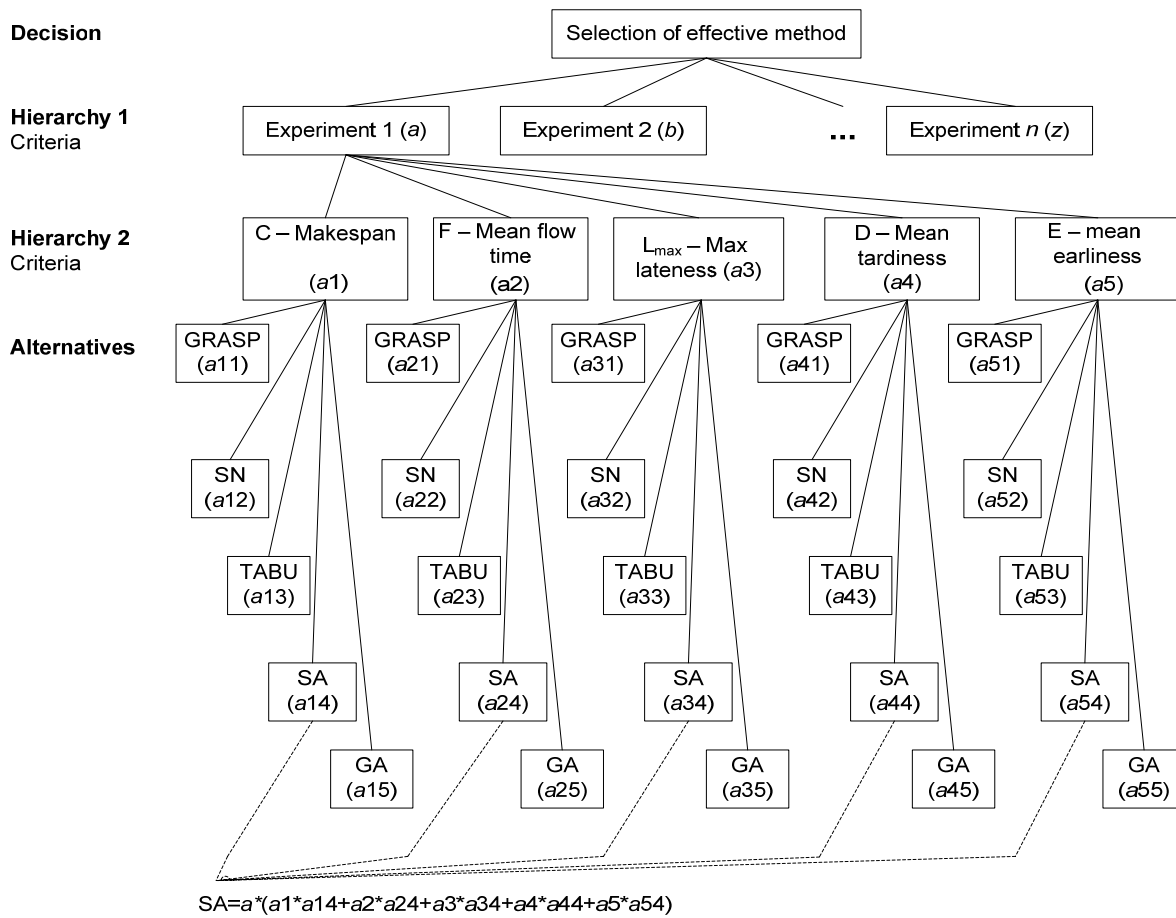 Decision
Selection of effective method
Hierarchy 1
Criteria
Experiment 1 (a)
Experiment 2 (b)
...
Experiment n (z)
Hierarchy 2
Criteria
C – Makespan
(a1)
F – Mean flow
time
(a2)
Lmax – Max
lateness (a3)
D – Mean
tardiness
(a4)
E – mean
earliness
(a5)
Alternatives
GRASP
(a11)
GRASP
(a21)
GRASP
(a31)
GRASP
(a41)
GRASP
(a51)
SN
(a12)
SN
(a22)
SN
(a32)
SN
(a42)
SN
(a52)
TABU
(a13)
TABU
(a23)
TABU
(a33)
TABU
(a43)
TABU
(a53)
SA
(a14)
SA
(a24)
SA
(a34)
SA
(a44)
SA
(a54)
GA
(a15)
GA
(a25)
GA
(a35)
GA
(a45)
GA
(a55)
SA=a*(a1*a14+a2*a24+a3*a34+a4*a44+a5*a54)